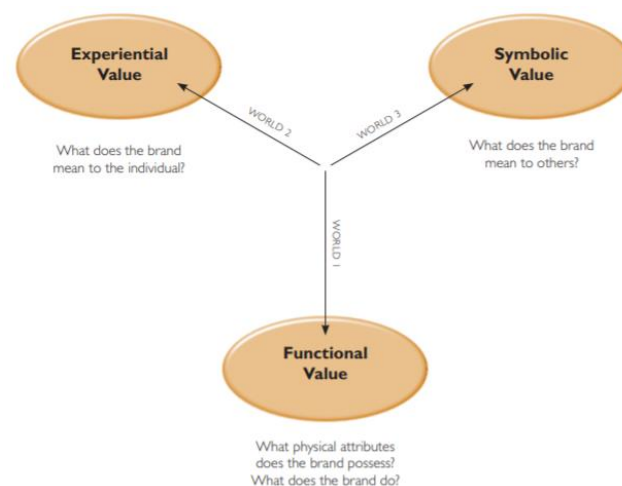 Experiential
Value
Symbolic
Value
WORLD 2
WORLD 3
What does the brand
mean to the individual?
What does the brand
mean to others?
WORLD 1
Functional
Value
What physical attributes
does the brand possess?
What does the brand do?